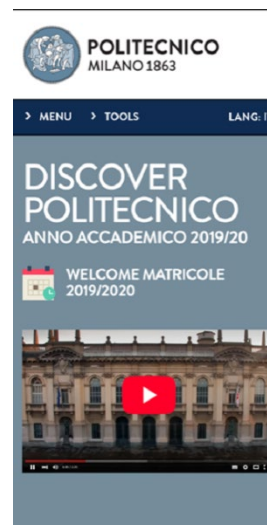 POLITECNICO
MILANO 1863
> MENU > TOOLS LANG:
DISCOVER
POLITECNICO
ANNO ACCADEMICO 2019/20
WELCOME MATRICOLE
2019/2020